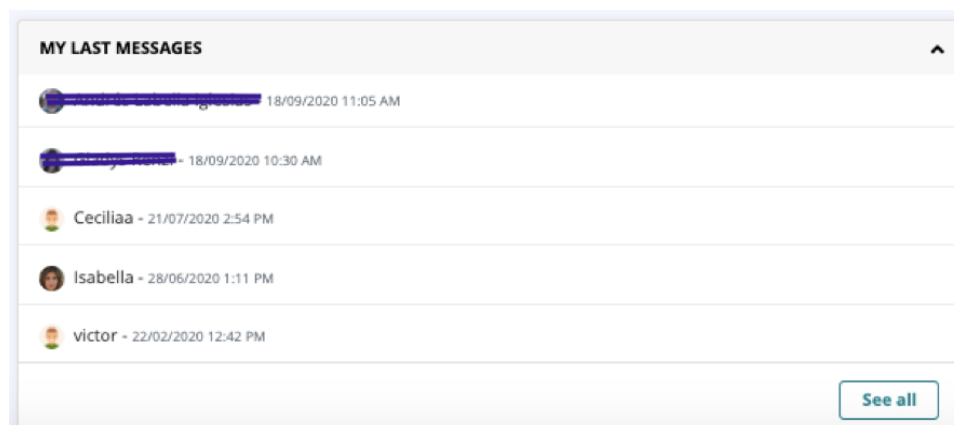 MY LAST MESSAGES
18/09/2020 11:05 AM
- 18/09/2020 10:30 AM
Ceciliaa - 21/07/2020 2:54 PM
Isabella - 28/06/2020 1:11 PM
victor - 22/02/2020 12:42 PM
See all